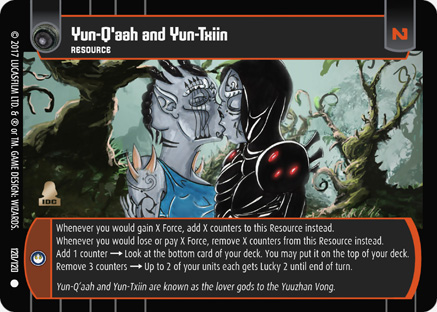 Yun-Q'aah and Yun-Txiin
RESOURCE
N
© 2017 LUCASFILM LTD. & ® or TM. GAME DESIGN: WIZARDS.
IDC
Whenever you would gain X Force, add X counters to this Resource instead.
Whenever you would lose or pay X Force, remove X counters from this Resource instead.
Add 1 counter → Look at the bottom card of your deck. You may put it on the top of your deck.
Remove 3 counters → Up to 2 of your units each gets Lucky 2 until end of turn.
Yun-Q'aah and Yun-Txiin are known as the lover gods to the Yuuzhan Vong.